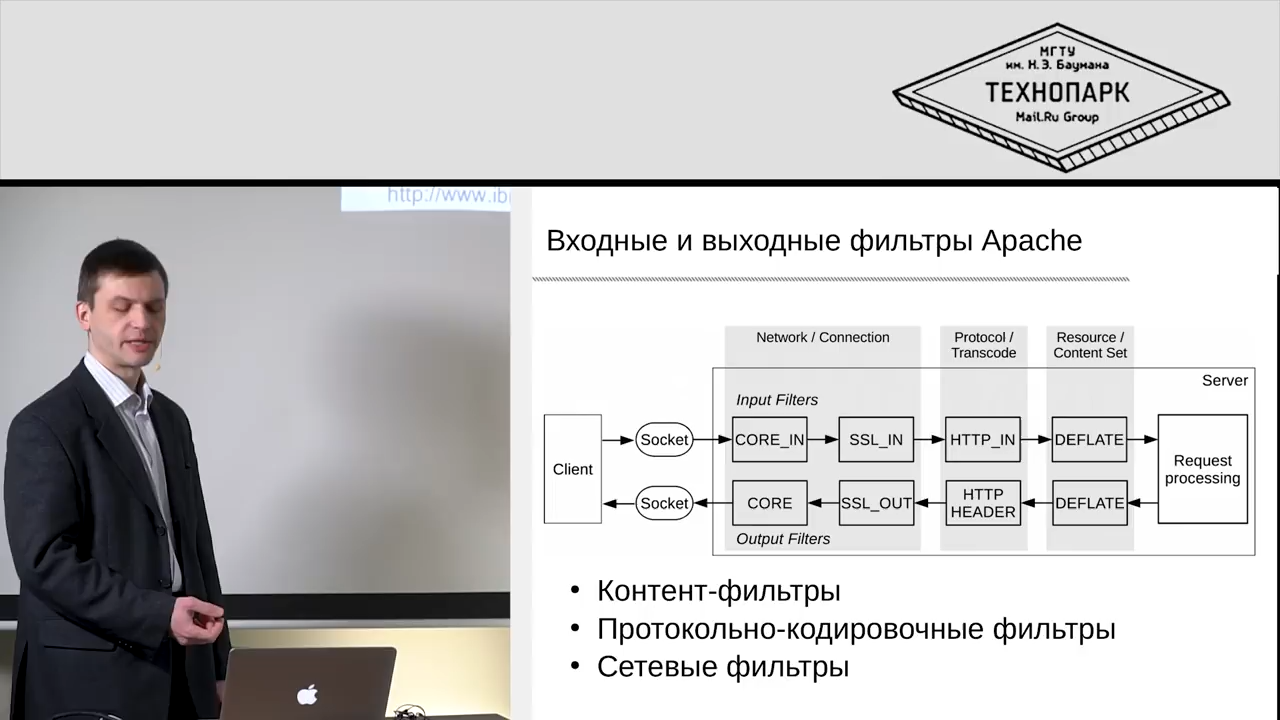 МГТУ
им. Н.Э. Баумана
ТЕХНОПАРК
Mail.Ru Group
http://www.ib
Входные и выходные фильтры Apache
Network / Connection
Protocol /
Transcode
Resource /
Content Set
Server
Input Filters
Client
Socket
CORE_IN
SSL_IN
HTTP_IN
DEFLATE
Request
processing
Socket
CORE
SSL_OUT
HTTP
HEADER
DEFLATE
Output Filters
• Контент-фильтры
• Протокольно-кодировочные фильтры
• Сетевые фильтры